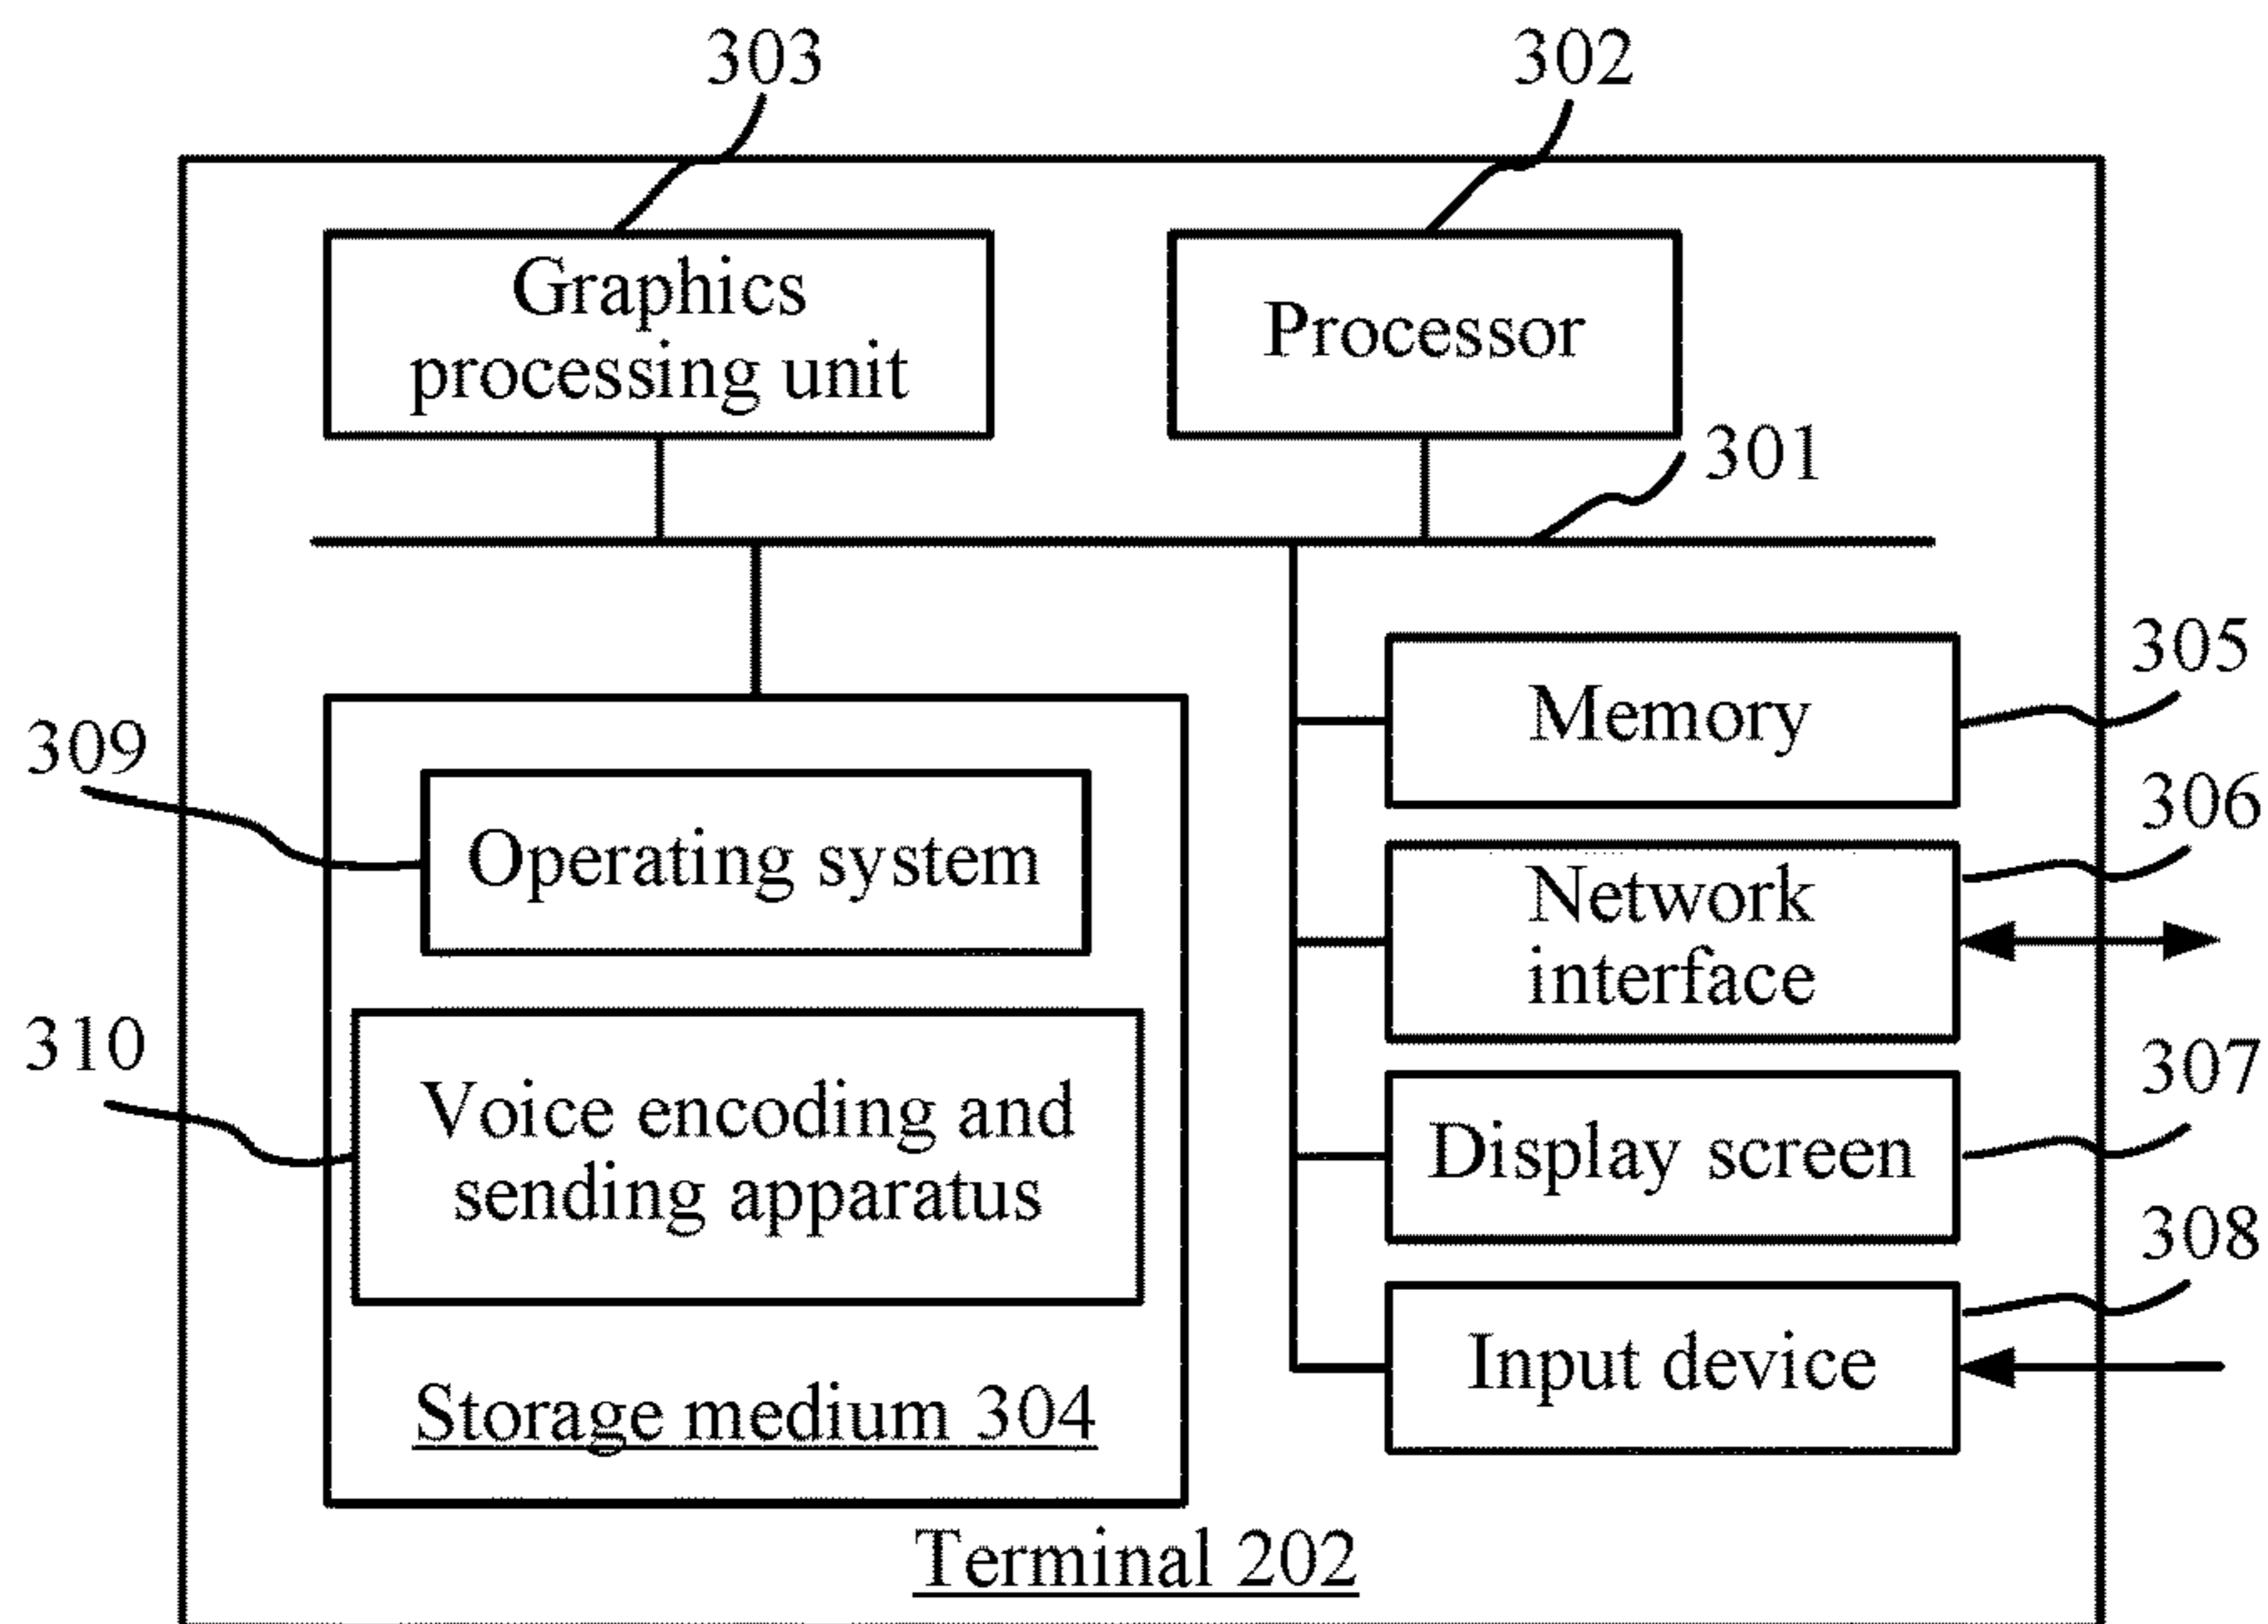 303
302
Graphics
processing unit
Processor
301
305
Memory
309
306
Operating system
Network
interface
310
307
Voice encoding and
sending apparatus
Display screen
308
Input device
Storage medium 304
Terminal 202